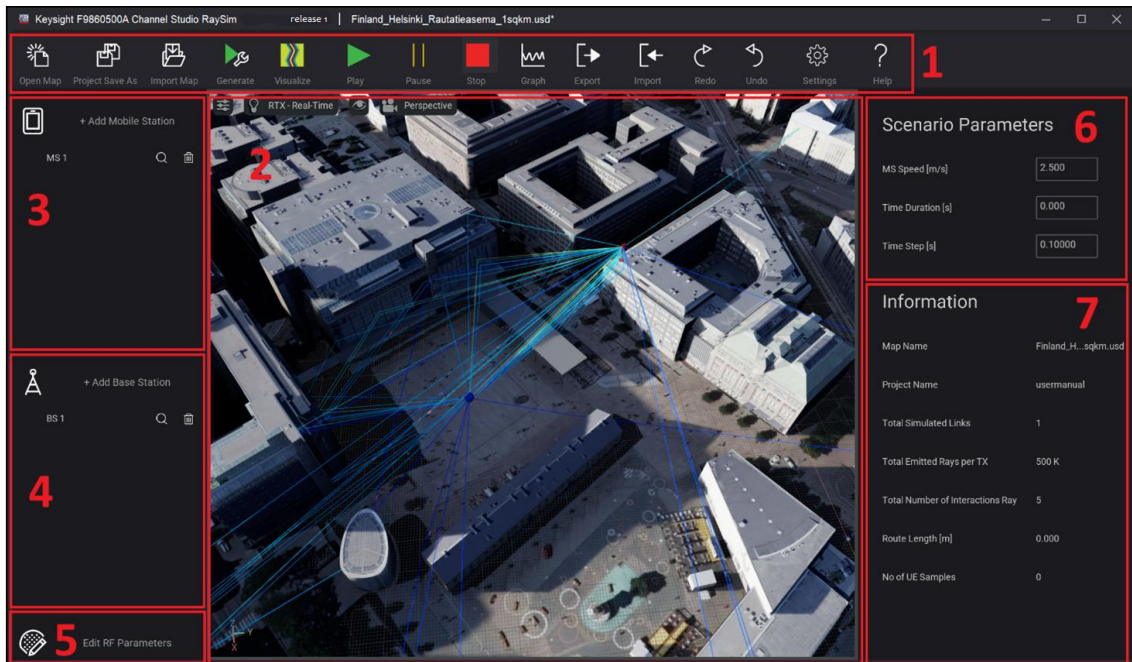 Keysight F9860500A Channel Studio RaySim release 1 | Finland_Helsinki_Rautatieasema_1sqkm.usd*
Open Map Project Save As Import Map Generate Visualize Play Pause Stop Graph Export Import Redo Undo Settings Help
1
+ Add Mobile Station
MS 1
3
+ Add Base Station
BS 1
4
5
Edit RF Parameters
RTX - Real-Time Perspective
2
Z
Y
X
Scenario Parameters
6
MS Speed [m/s] 2.500
Time Duration [s] 0.000
Time Step [s] 0.10000
Information
7
Map Name Finland_H...sqkm.usd
Project Name usermanual
Total Simulated Links 1
Total Emitted Rays per TX 500 K
Total Number of Interactions Ray 5
Route Length [m] 0.000
No of UE Samples 0